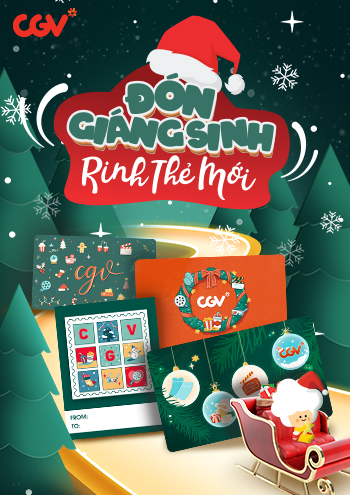 CGV
ĐÓN
GIÁNG SINH
Rinh Thẻ Mới
cgv
CGV
C V
N G
FROM:
TO:
CGV